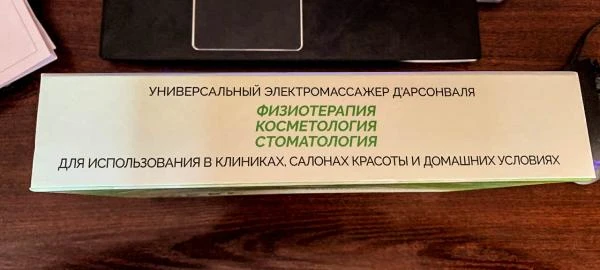 УНИВЕРСАЛЬНЫЙ ЭЛЕКТРОМАССАЖЕР Д'АРСОНВАЛЯ
ФИЗИОТЕРАПИЯ
КОСМЕТОЛОГИЯ
СТОМАТОЛОГИЯ
ДЛЯ ИСПОЛЬЗОВАНИЯ В КЛИНИКАХ, САЛОНАХ КРАСОТЫ И ДОМАШНИХ УСЛОВИЯХ